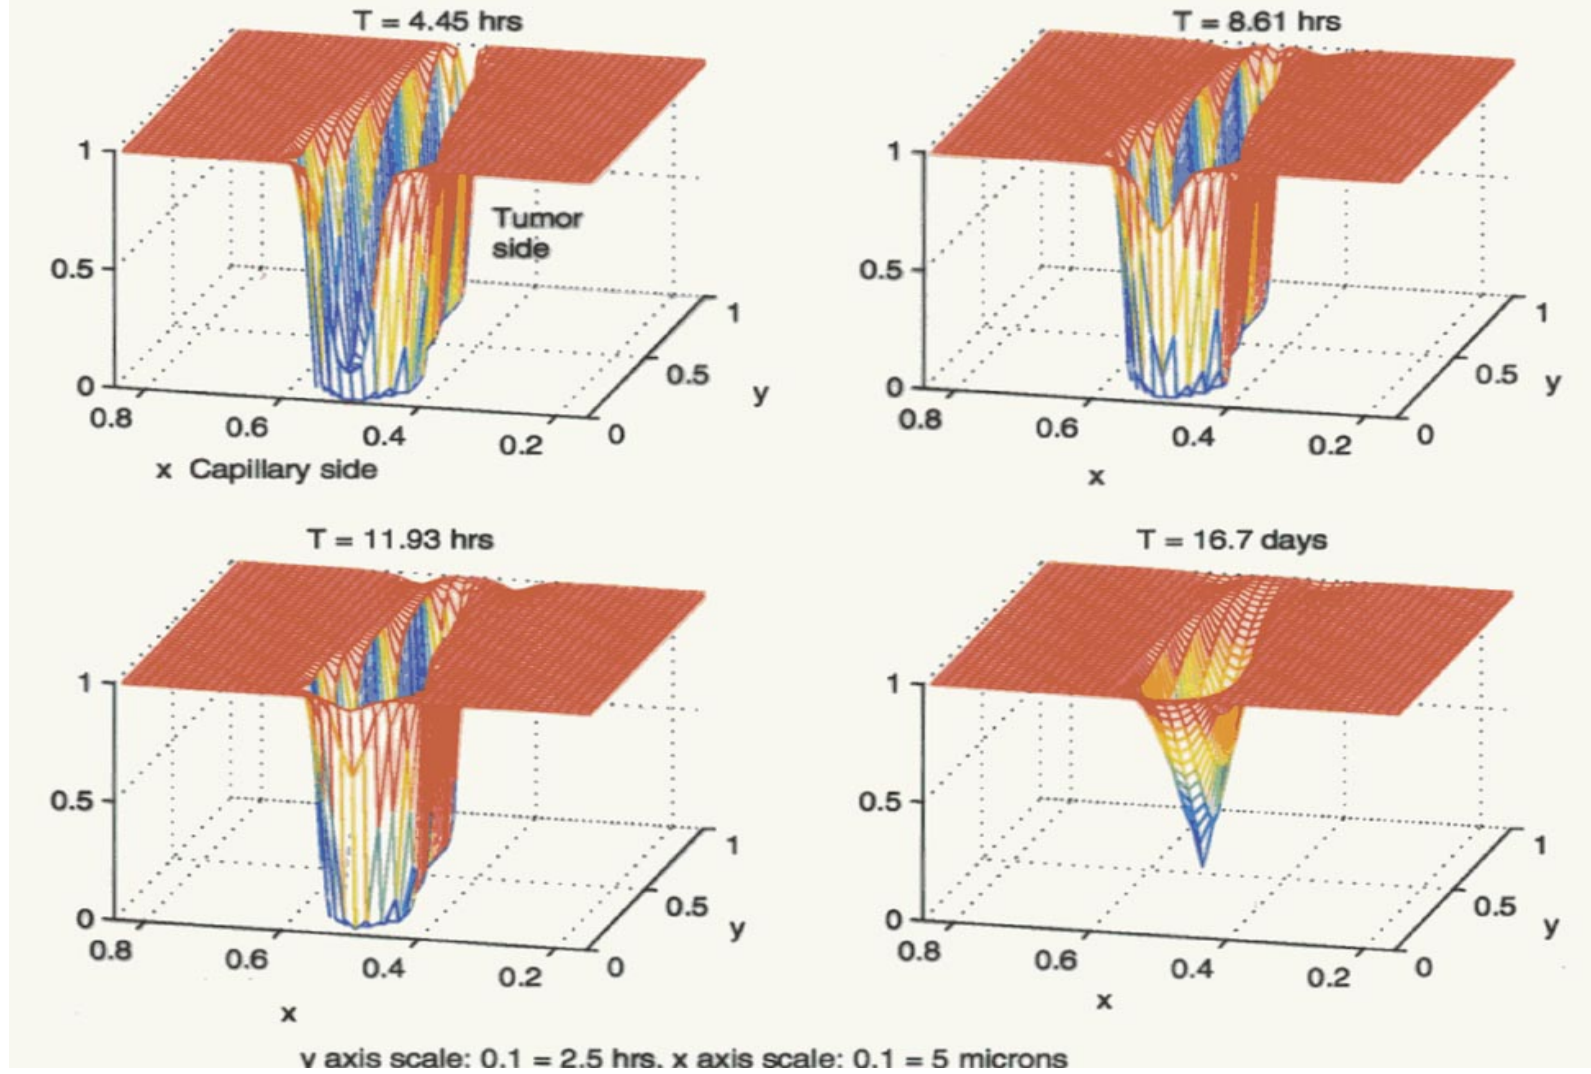 T = 4.45 hrs
1
0.5
0
0.8
0.6
0.4
0.2
0
0.5
1
y
Tumor
side
x Capillary side
T = 8.61 hrs
1
0.5
0
0.8
0.6
0.4
0.2
0
0.5
1
y
x
T = 11.93 hrs
1
0.5
0
0.8
0.6
0.4
0.2
0
0.5
1
y
x
T = 16.7 days
1
0.5
0
0.8
0.6
0.4
0.2
0
0.5
1
y
x
y axis scale: 0.1 = 2.5 hrs, x axis scale: 0.1 = 5 microns